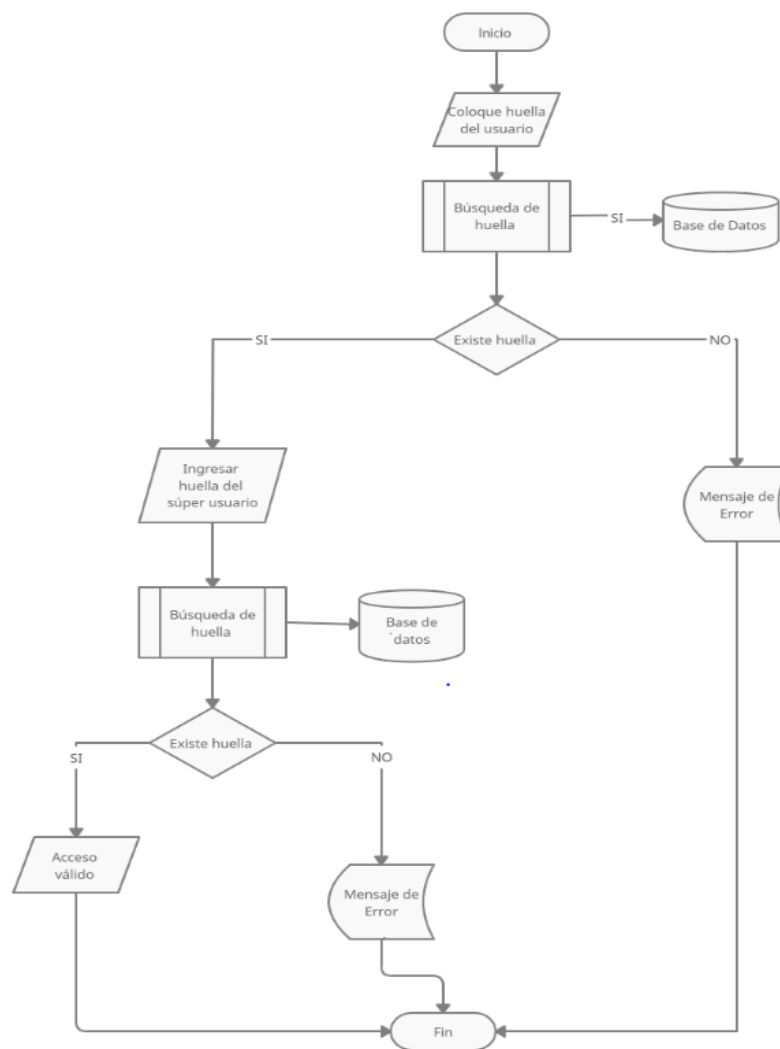 Inicio
Coloque huella
del usuario
Búsqueda de
huella
SI
Base de Datos
Existe huella
SI
NO
Ingresar
huella del
súper usuario
Mensaje de
Error
Búsqueda de
huella
Base de
datos
Existe huella
SI
NO
Acceso
válido
Mensaje de
Error
Fin